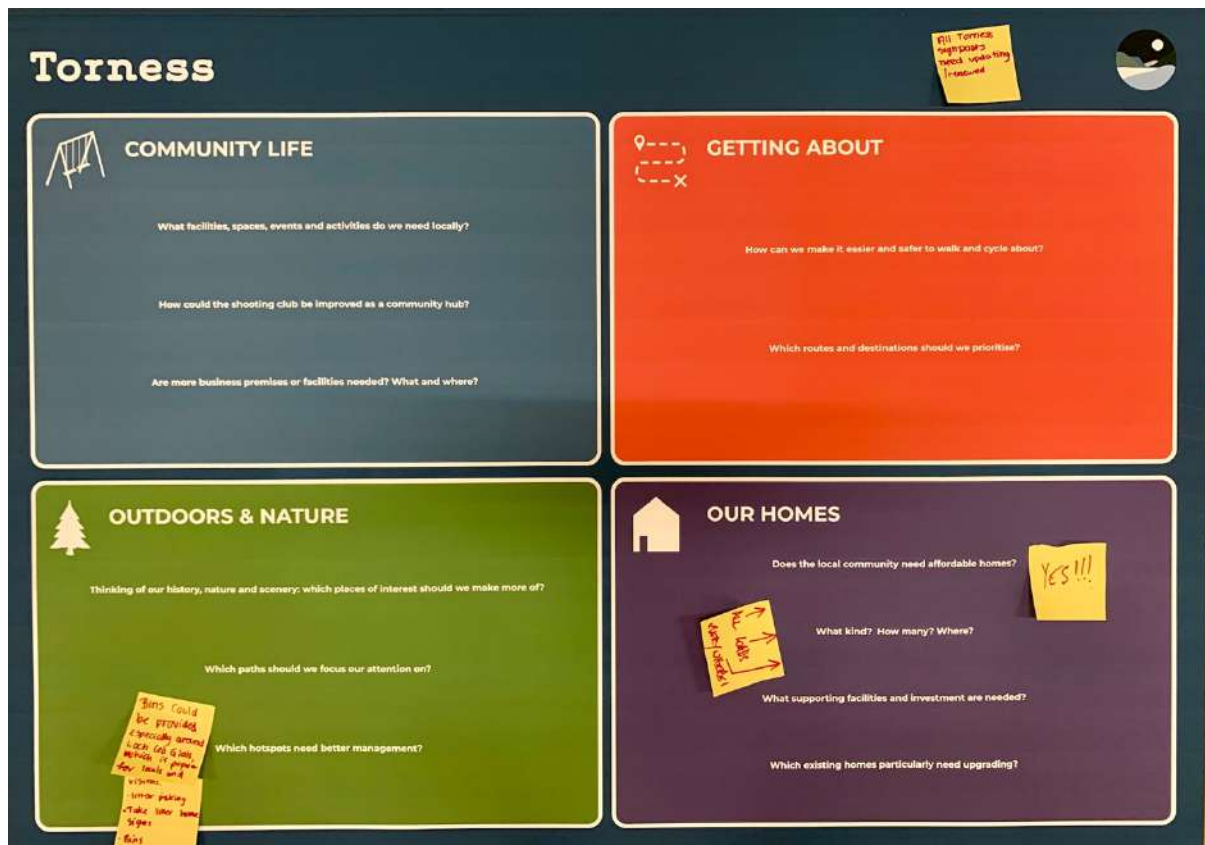 Torness
All Torness
signposts
need updating
/renewed
COMMUNITY LIFE
What facilities, spaces, events and activities do we need locally?
How could the shooting club be improved as a community hub?
Are more business premises or facilities needed? What and where?
GETTING ABOUT
How can we make it easier and safer to walk and cycle about?
Which routes and destinations should we prioritise?
OUTDOORS & NATURE
Thinking of our history, nature and scenery: which places of interest should we make more of?
Which paths should we focus our attention on?
Which hotspots need better management?
Bins Could
be provided
especially around
Loch
which is
for locals and
visitors.
- litter picking
- Take litter home
signs
- Bins
OUR HOMES
Does the local community need affordable homes?
YES!!!
What kind? How many? Where?
ALL KINDS
everywhere!
What supporting facilities and investment are needed?
Which existing homes particularly need upgrading?